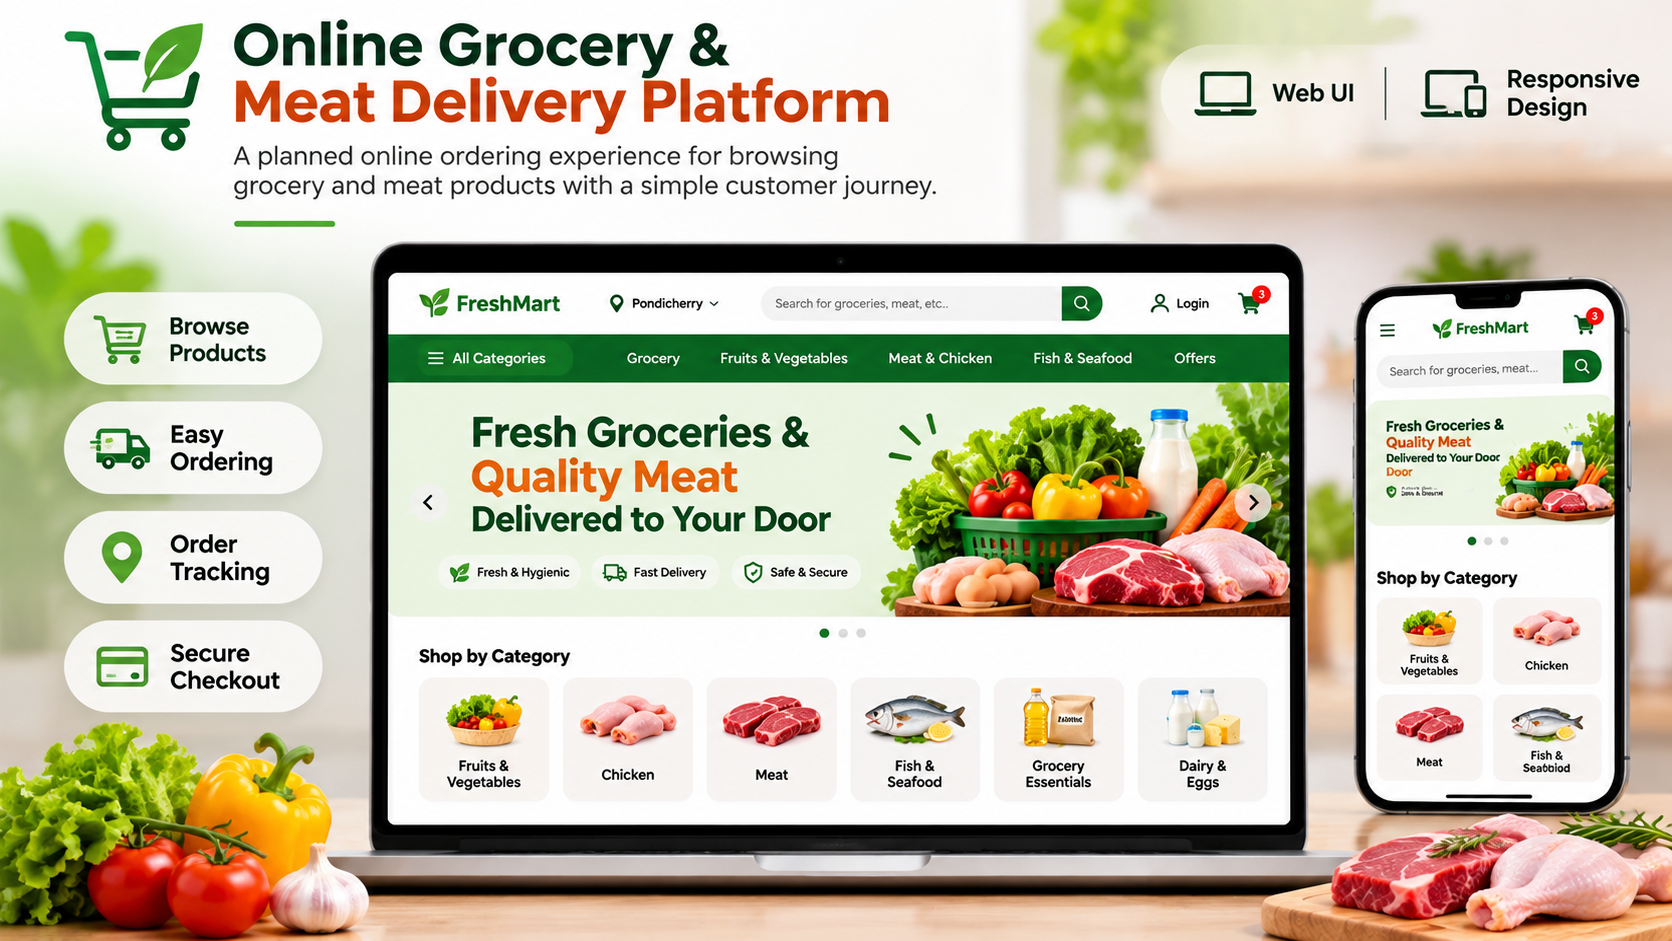 Online Grocery &
Meat Delivery Platform
A planned online ordering experience for browsing
grocery and meat products with a simple customer journey.
Web UI
Responsive
Design
Browse
Products
Easy
Ordering
Order
Tracking
Secure
Checkout
FreshMart
Pondicherry
Search for groceries, meat, etc..
Login
3
All Categories
Grocery
Fruits & Vegetables
Meat & Chicken
Fish & Seafood
Offers
Fresh Groceries &
Quality Meat
Delivered to Your Door
Fresh & Hygienic
Fast Delivery
Safe & Secure
Shop by Category
Fruits &
Vegetables
Chicken
Meat
Fish &
Seafood
Grocery
Essentials
Dairy &
Eggs
FreshMart
3
Search for groceries, meat...
Fresh Groceries &
Quality Meat
Delivered to Your Door
Door
Shop by Category
Fruits &
Vegetables
Chicken
Meat
Fish &